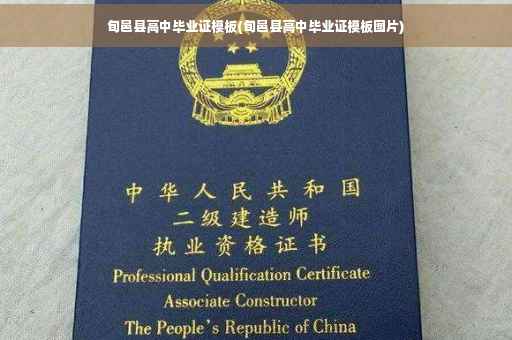 旬邑县高中毕业证模板(旬邑县高中毕业证模板图片)
中华人民共和国
二级建造师
执业资格证书
Professional Qualification Certificate
Associate Constructor
The People's Republic of China